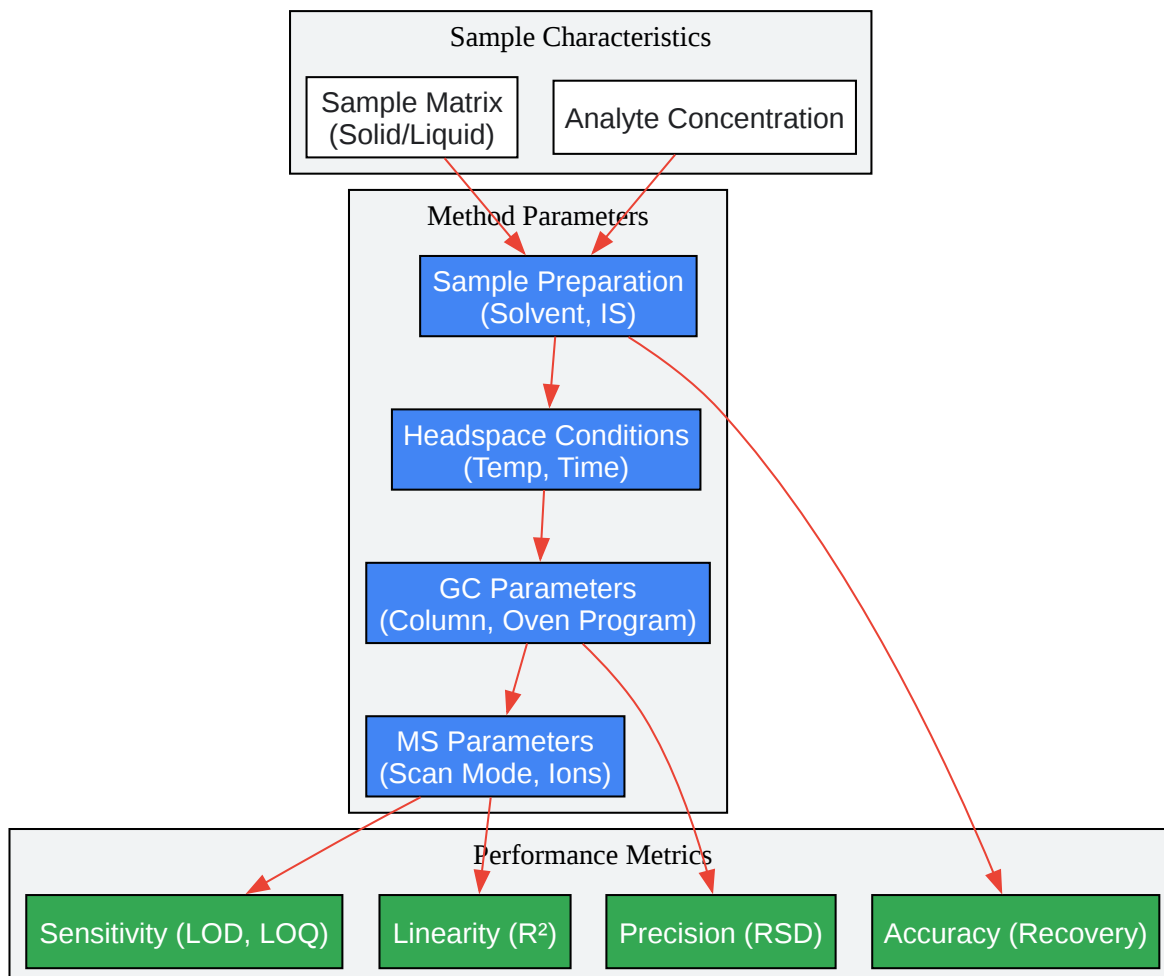 Sample Characteristics
Sample Matrix
(Solid/Liquid)
Analyte Concentration
Method Parameters
Sample Preparation
(Solvent, IS)
Headspace Conditions
(Temp, Time)
GC Parameters
(Column, Oven Program)
MS Parameters
(Scan Mode, Ions)
Performance Metrics
Sensitivity (LOD, LOQ)
Linearity (R²)
Precision (RSD)
Accuracy (Recovery)